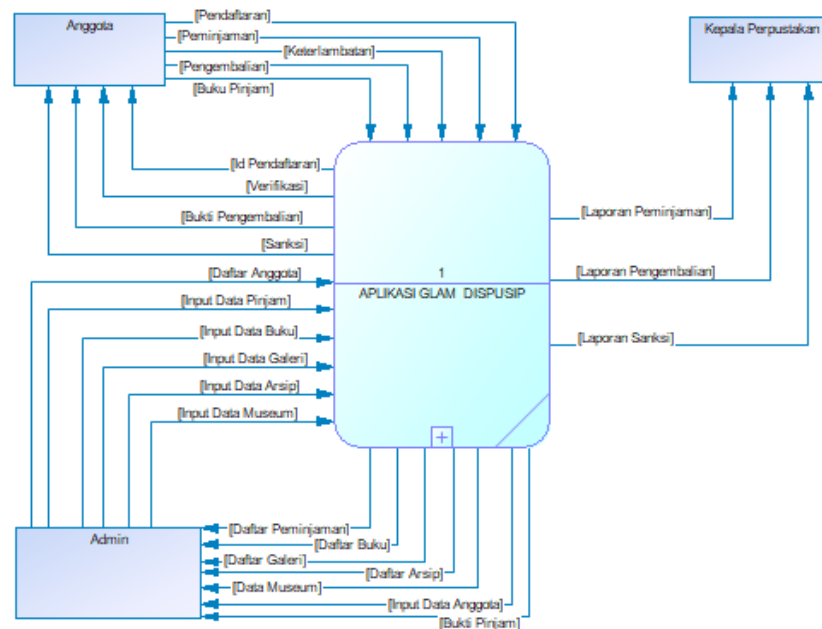 Anggota
[Pendaftaran]
[Peminjaman]
[Keterlambatan]
[Pengembalian]
[Buku Pinjam]
Kepala Perpustakan
[Id Pendaftaran]
[Verifikasi]
[Bukti Pengembalian]
[Sanksi]
[Daftar Anggota]
[Input Data Pinjam]
[Input Data Buku]
[Input Data Galeri]
[Input Data Arsip]
[Input Data Museum]
1
APLIKASI GLAM DISPUSIP
[Laporan Peminjaman]
[Laporan Pengembalian]
[Laporan Sanksi]
Admin
[Daftar Peminjaman]
[Daftar Buku]
[Daftar Galeri]
[Daftar Arsip]
[Data Museum]
[Input Data Anggota]
[Bukti Pinjam]